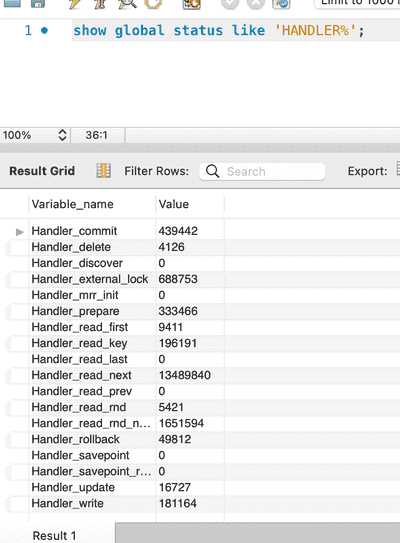 Limit to 1000 r
1 show global status like 'HANDLER%';
100% 36:1
Result Grid Filter Rows: Search Export:
Variable_name Value
Handler_commit 439442
Handler_delete 4126
Handler_discover 0
Handler_external_lock 688753
Handler_mrr_init 0
Handler_prepare 333466
Handler_read_first 9411
Handler_read_key 196191
Handler_read_last 0
Handler_read_next 13489840
Handler_read_prev 0
Handler_read_rnd 5421
Handler_read_rnd_n... 1651594
Handler_rollback 49812
Handler_savepoint 0
Handler_savepoint_r... 0
Handler_update 16727
Handler_write 181164
Result 1